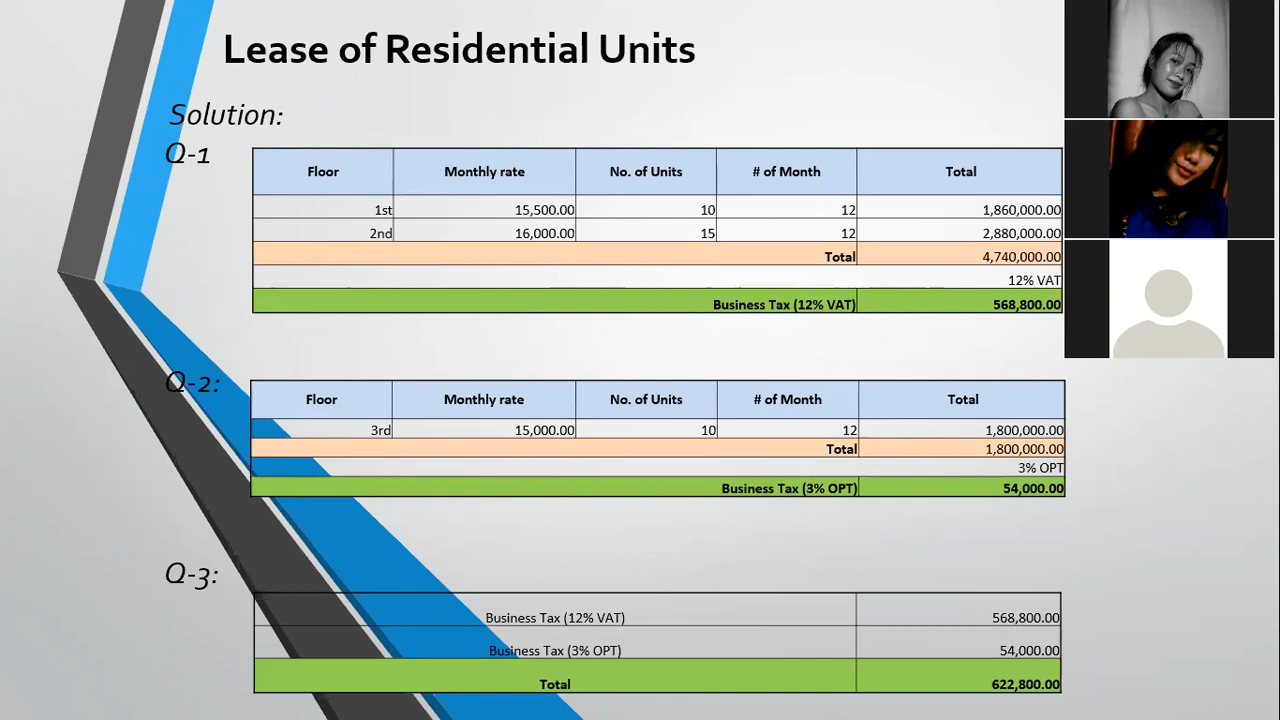 Lease of Residential Units
Solution:
Q-1
Floor Monthly rate No. of Units # of Month Total
1st 15,500.00 10 12 1,860,000.00
2nd 16,000.00 15 12 2,880,000.00
Total 4,740,000.00
12% VAT
Business Tax (12% VAT) 568,800.00
Q-2:
Floor Monthly rate No. of Units # of Month Total
3rd 15,000.00 10 12 1,800,000.00
Total 1,800,000.00
3% OPT
Business Tax (3% OPT) 54,000.00
Q-3:
Business Tax (12% VAT) 568,800.00
Business Tax (3% OPT) 54,000.00
Total 622,800.00